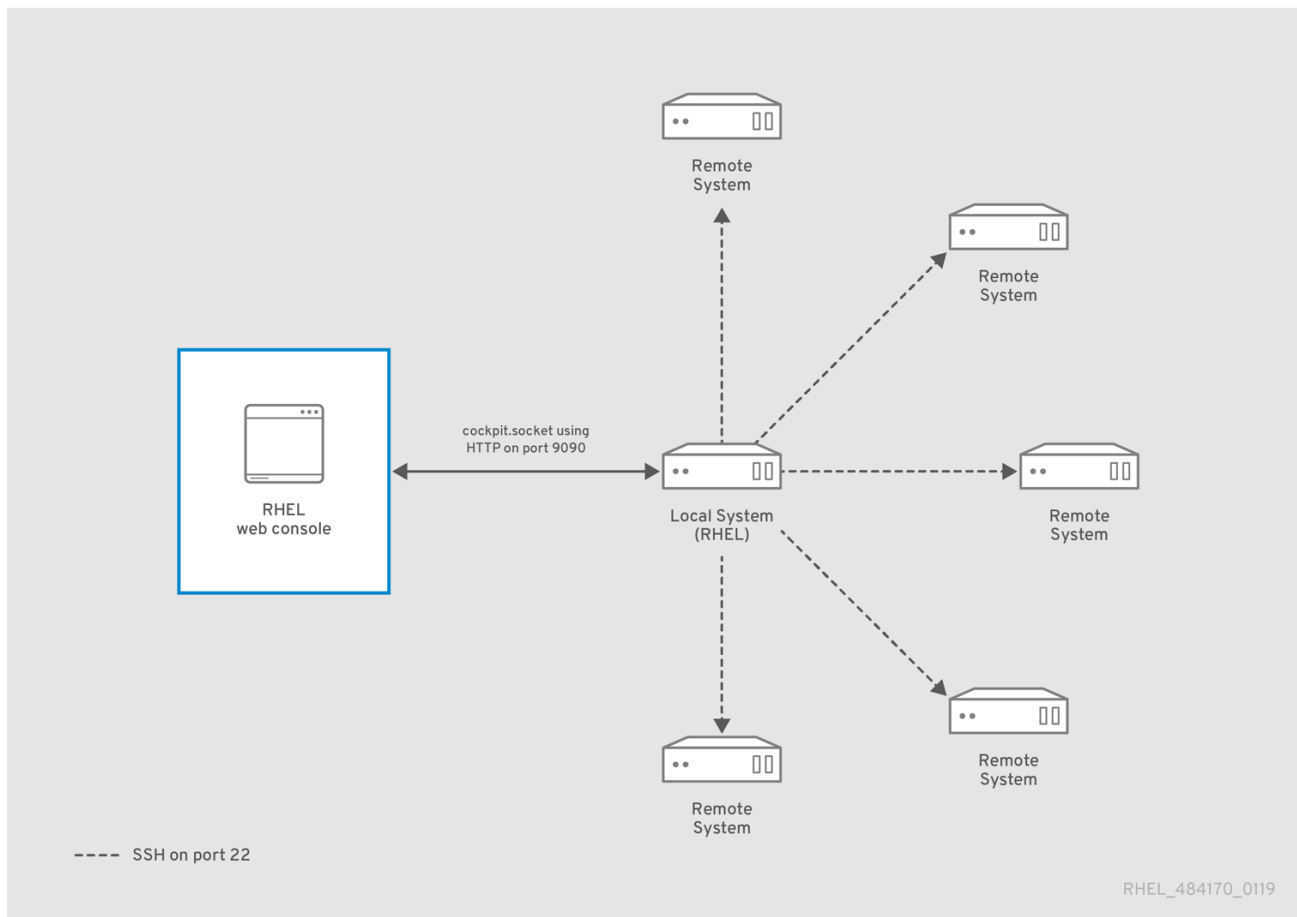 Remote
System
Remote
System
cockpit.socket using
HTTP on port 9090
RHEL
web console
Local System
(RHEL)
Remote
System
Remote
System
Remote
System
SSH on port 22
RHEL_484170_0119